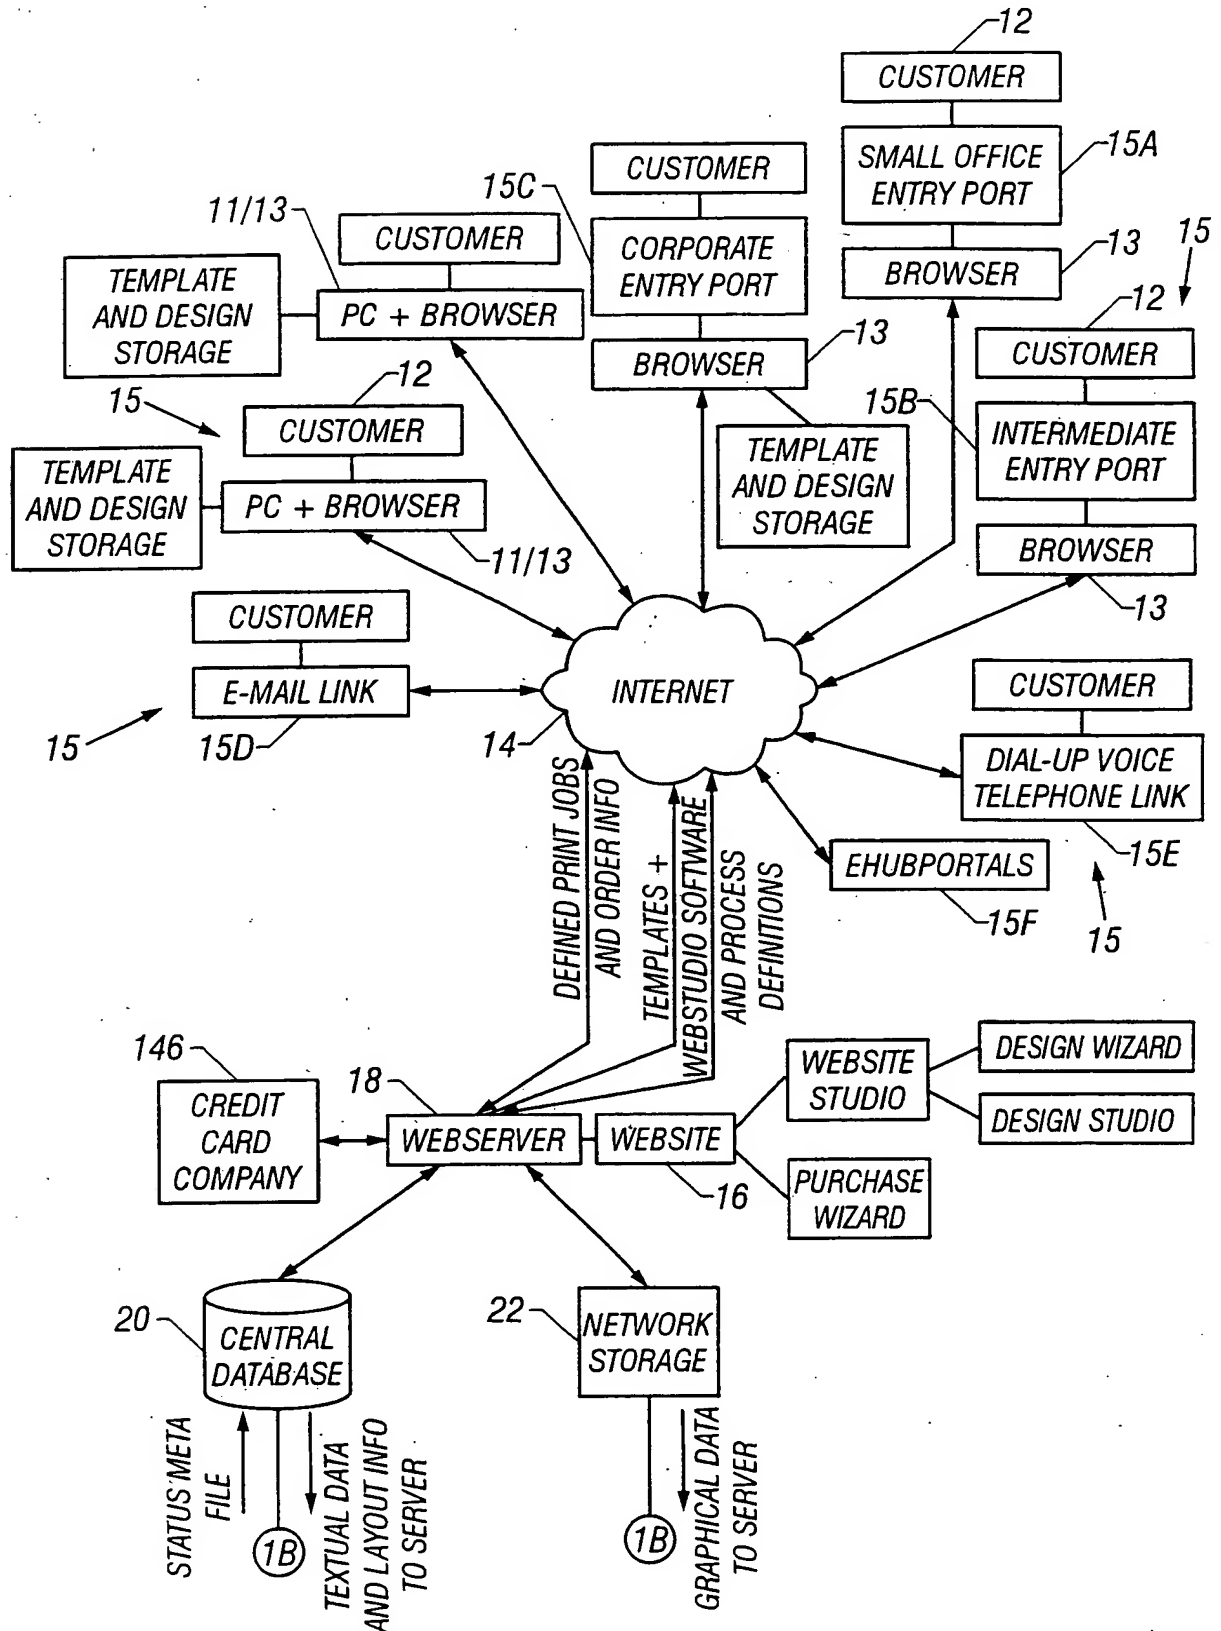 12
CUSTOMER
SMALL OFFICE
ENTRY PORT
15A
BROWSER
13
15
CUSTOMER
15C
CORPORATE
ENTRY PORT
BROWSER
13
TEMPLATE
AND DESIGN
STORAGE
11/13
CUSTOMER
TEMPLATE
AND DESIGN
STORAGE
PC + BROWSER
12
15
CUSTOMER
TEMPLATE
AND DESIGN
STORAGE
PC + BROWSER
11/13
12
CUSTOMER
15B
INTERMEDIATE
ENTRY PORT
BROWSER
13
CUSTOMER
E-MAIL LINK
15
15D
INTERNET
14
CUSTOMER
DIAL-UP VOICE
TELEPHONE LINK
15E
15
EHUBPORTALS
15F
DEFINED PRINT JOBS
AND ORDER INFO
TEMPLATES +
WEBSTUDIO SOFTWARE
AND PROCESS
DEFINITIONS
146
CREDIT
CARD
COMPANY
18
WEBSERVER
WEBSITE
16
WEBSITE
STUDIO
DESIGN WIZARD
DESIGN STUDIO
PURCHASE
WIZARD
20
CENTRAL
DATABASE
22
NETWORK
STORAGE
STATUS META
FILE
1B
TEXTUAL DATA
AND LAYOUT INFO
TO SERVER
1B
GRAPHICAL DATA
TO SERVER